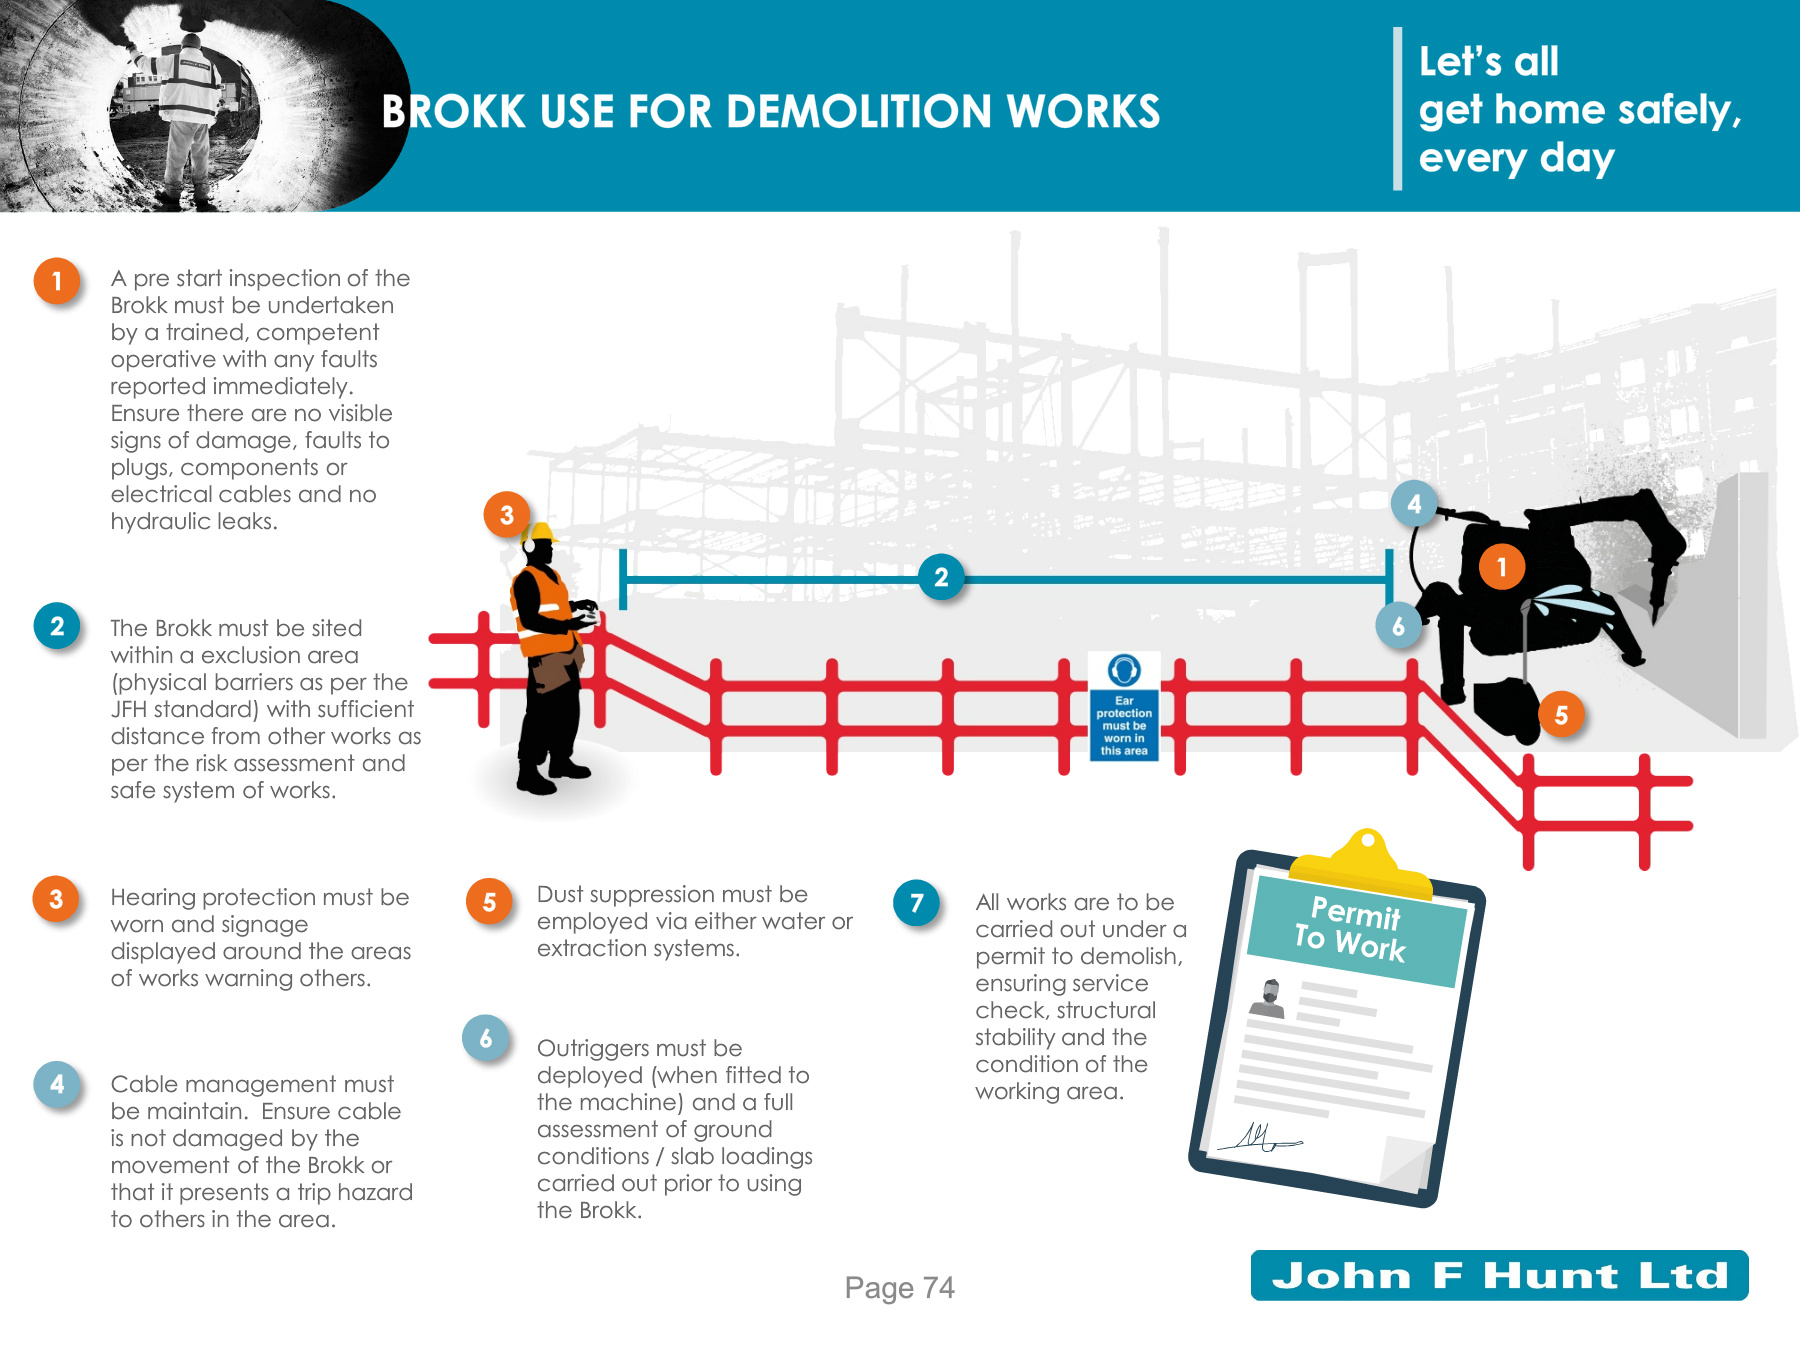 BROKK USE FOR DEMOLITION WORKS
Let's all
get home safely,
every day
1
A pre start inspection of the
Brokk must be undertaken
by a trained, competent
operative with any faults
reported immediately.
Ensure there are no visible
signs of damage, faults to
plugs, components or
electrical cables and no
hydraulic leaks.
2
The Brokk must be sited
within a exclusion area
(physical barriers as per the
JFH standard) with sufficient
distance from other works as
per the risk assessment and
safe system of works.
3
2
4
1
6
5
Ear
protection
must be
worn in
this area
3
Hearing protection must be
worn and signage
displayed around the areas
of works warning others.
4
Cable management must
be maintain.  Ensure cable
is not damaged by the
movement of the Brokk or
that it presents a trip hazard
to others in the area.
5
Dust suppression must be
employed via either water or
extraction systems.
6
Outriggers must be
deployed (when fitted to
the machine) and a full
assessment of ground
conditions / slab loadings
carried out prior to using
the Brokk.
7
All works are to be
carried out under a
permit to demolish,
ensuring service
check, structural
stability and the
condition of the
working area.
Permit
To Work
Page 74
John F Hunt Ltd